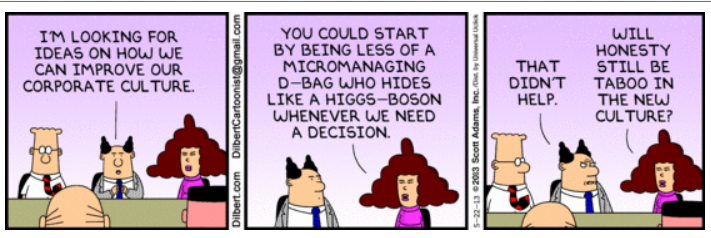 I'M LOOKING FOR
IDEAS ON HOW WE
CAN IMPROVE OUR
CORPORATE CULTURE.
Dilbert.com DilbertCartoonist@gmail.com
YOU COULD START
BY BEING LESS OF A
MICROMANAGING
D-BAG WHO HIDES
LIKE A HIGGS-BOSON
WHENEVER WE NEED
A DECISION.
5-22-13 ©2013 Scott Adams, Inc. /Dist. by Universal Uclick
THAT
DIDN'T
HELP.
WILL
HONESTY
STILL BE
TABOO IN
THE NEW
CULTURE?